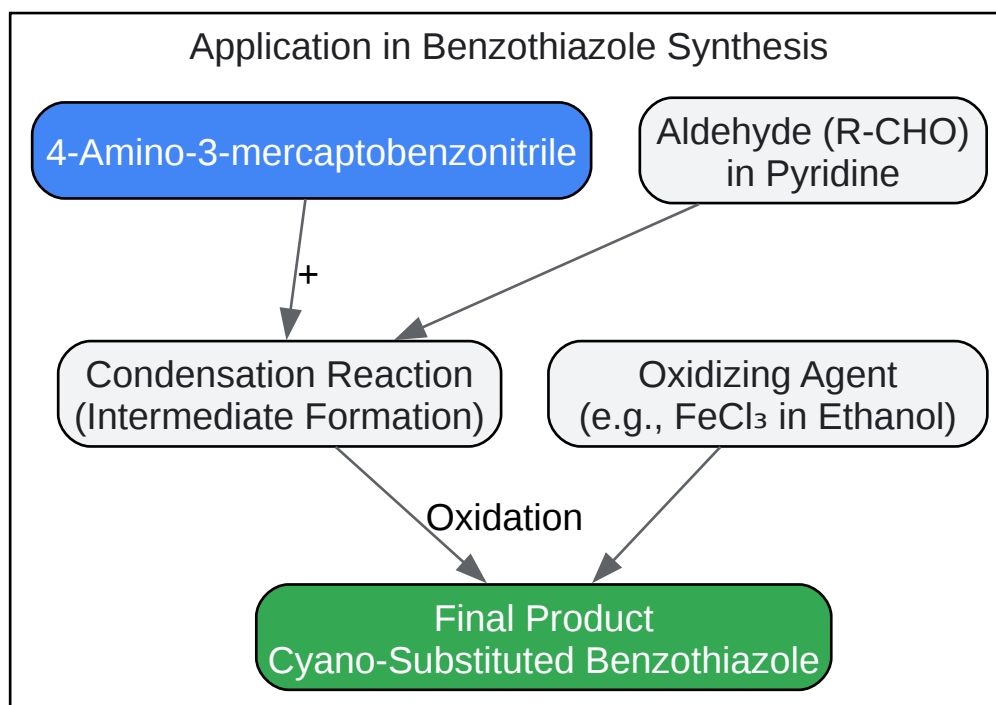 Application in Benzothiazole Synthesis
4-Amino-3-mercaptobenzonitrile
Aldehyde (R-CHO)
in Pyridine
+
Condensation Reaction
(Intermediate Formation)
Oxidizing Agent
(e.g., FeCl₃ in Ethanol)
Oxidation
Final Product
Cyano-Substituted Benzothiazole